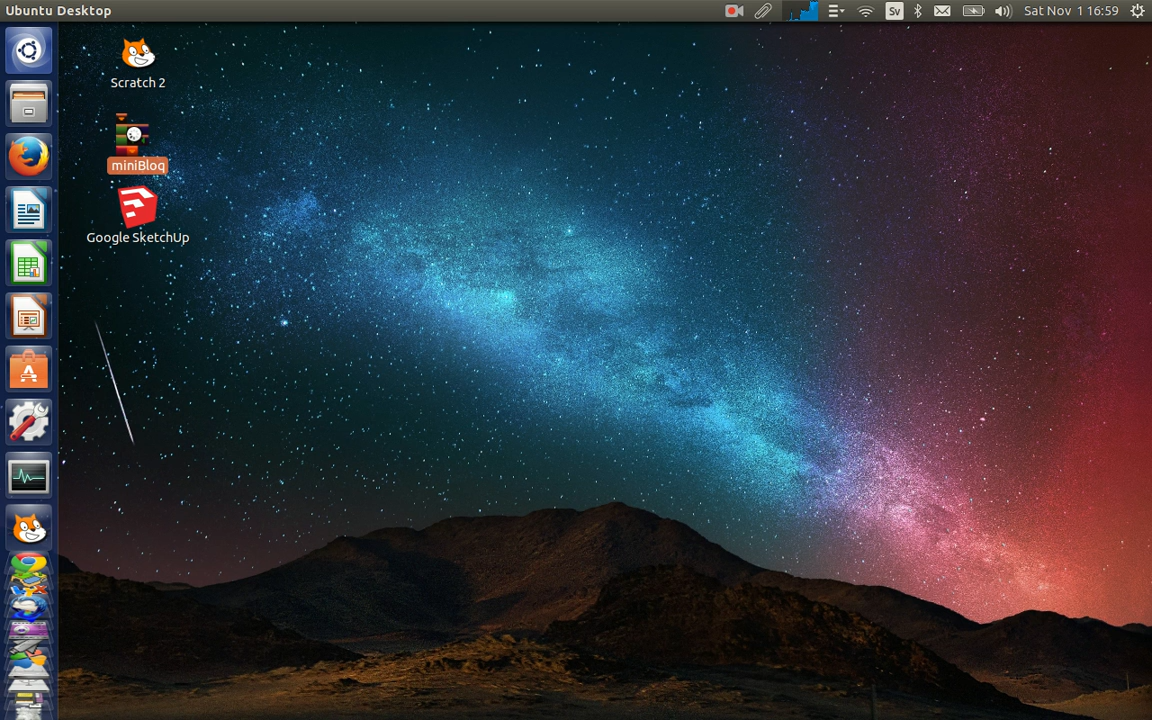 Ubuntu Desktop
Sv
Sat Nov 1 16:59
Scratch 2
miniBloq
Google SketchUp